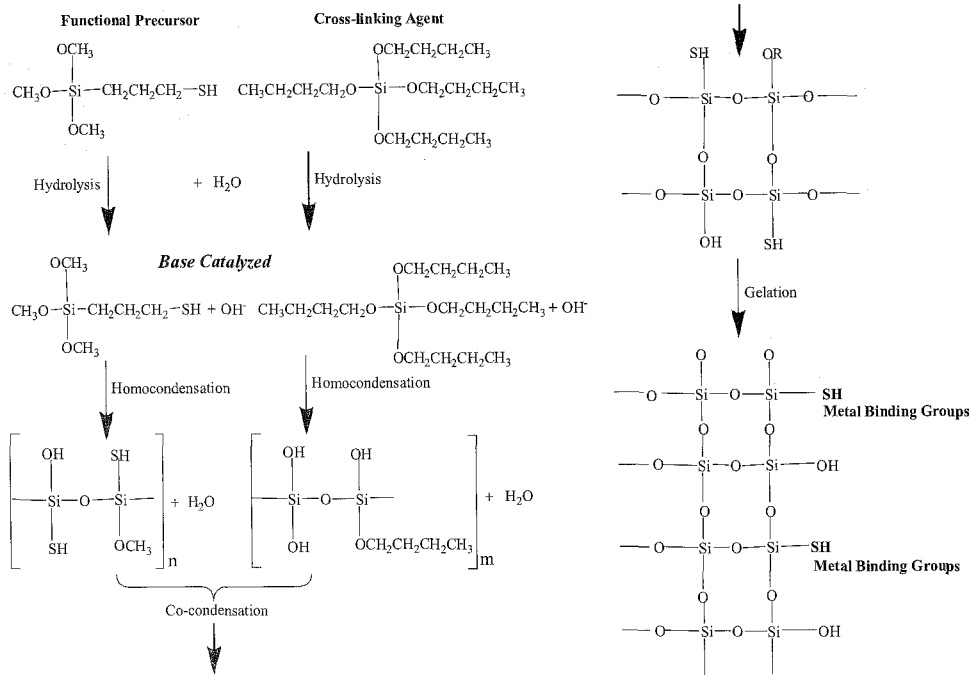 Functional Precursor
Cross-linking Agent
OCH3
CH3O-Si-CH2CH2CH2-SH
OCH3
OCH2CH2CH2CH3
CH3CH2CH2CH2O-Si-OCH2CH2CH2CH3
OCH2CH2CH2CH3
Hydrolysis
+ H2O
Hydrolysis
Base Catalyzed
OCH3
CH3O-Si-CH2CH2CH2-SH + OH-
OCH3
OCH2CH2CH2CH3
CH3CH2CH2CH2O-Si-OCH2CH2CH2CH3 + OH-
OCH2CH2CH2CH3
Homocondensation
Homocondensation
OH SH
Si-O-Si
SH OCH3
n
+ H2O
OH OH
Si-O-Si
OH OCH2CH2CH2CH3
m
+ H2O
Co-condensation
SH OR
O-Si-O-Si-O
O O
O-Si-O-Si-O
OH SH
Gelation
O O
O-Si-O-Si-SH
Metal Binding Groups
O O
O-Si-O-Si-OH
O O
O-Si-O-Si-SH
Metal Binding Groups
O O
O-Si-O-Si-OH